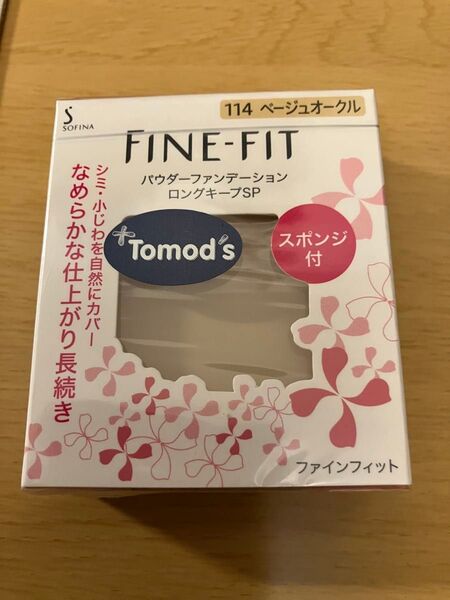 SOFINA
114 ベージュオークル
FINE-FIT
パウダーファンデーション
ロングキープSP
シミ・小じわを自然にカバー
なめらかな仕上がり長続き
Tomod's
スポンジ
付
ファインフィット